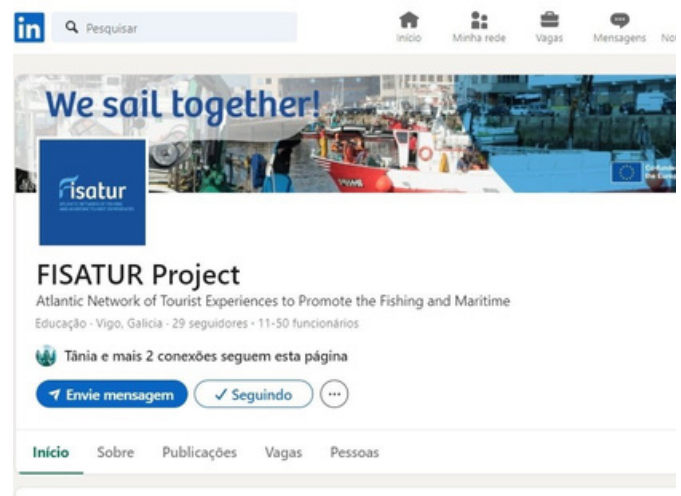 in
Pesquisar
Início
Minha rede
Vagas
Mensagens
We sail together!
Fisatur
FISATUR Project
Atlantic Network of Tourist Experiences to Promote the Fishing and Maritime
Educação · Vigo, Galicia · 29 seguidores · 11-50 funcionários
Tânia e mais 2 conexões seguem esta página
Envie mensagem
Seguindo
Início Sobre Publicações Vagas Pessoas